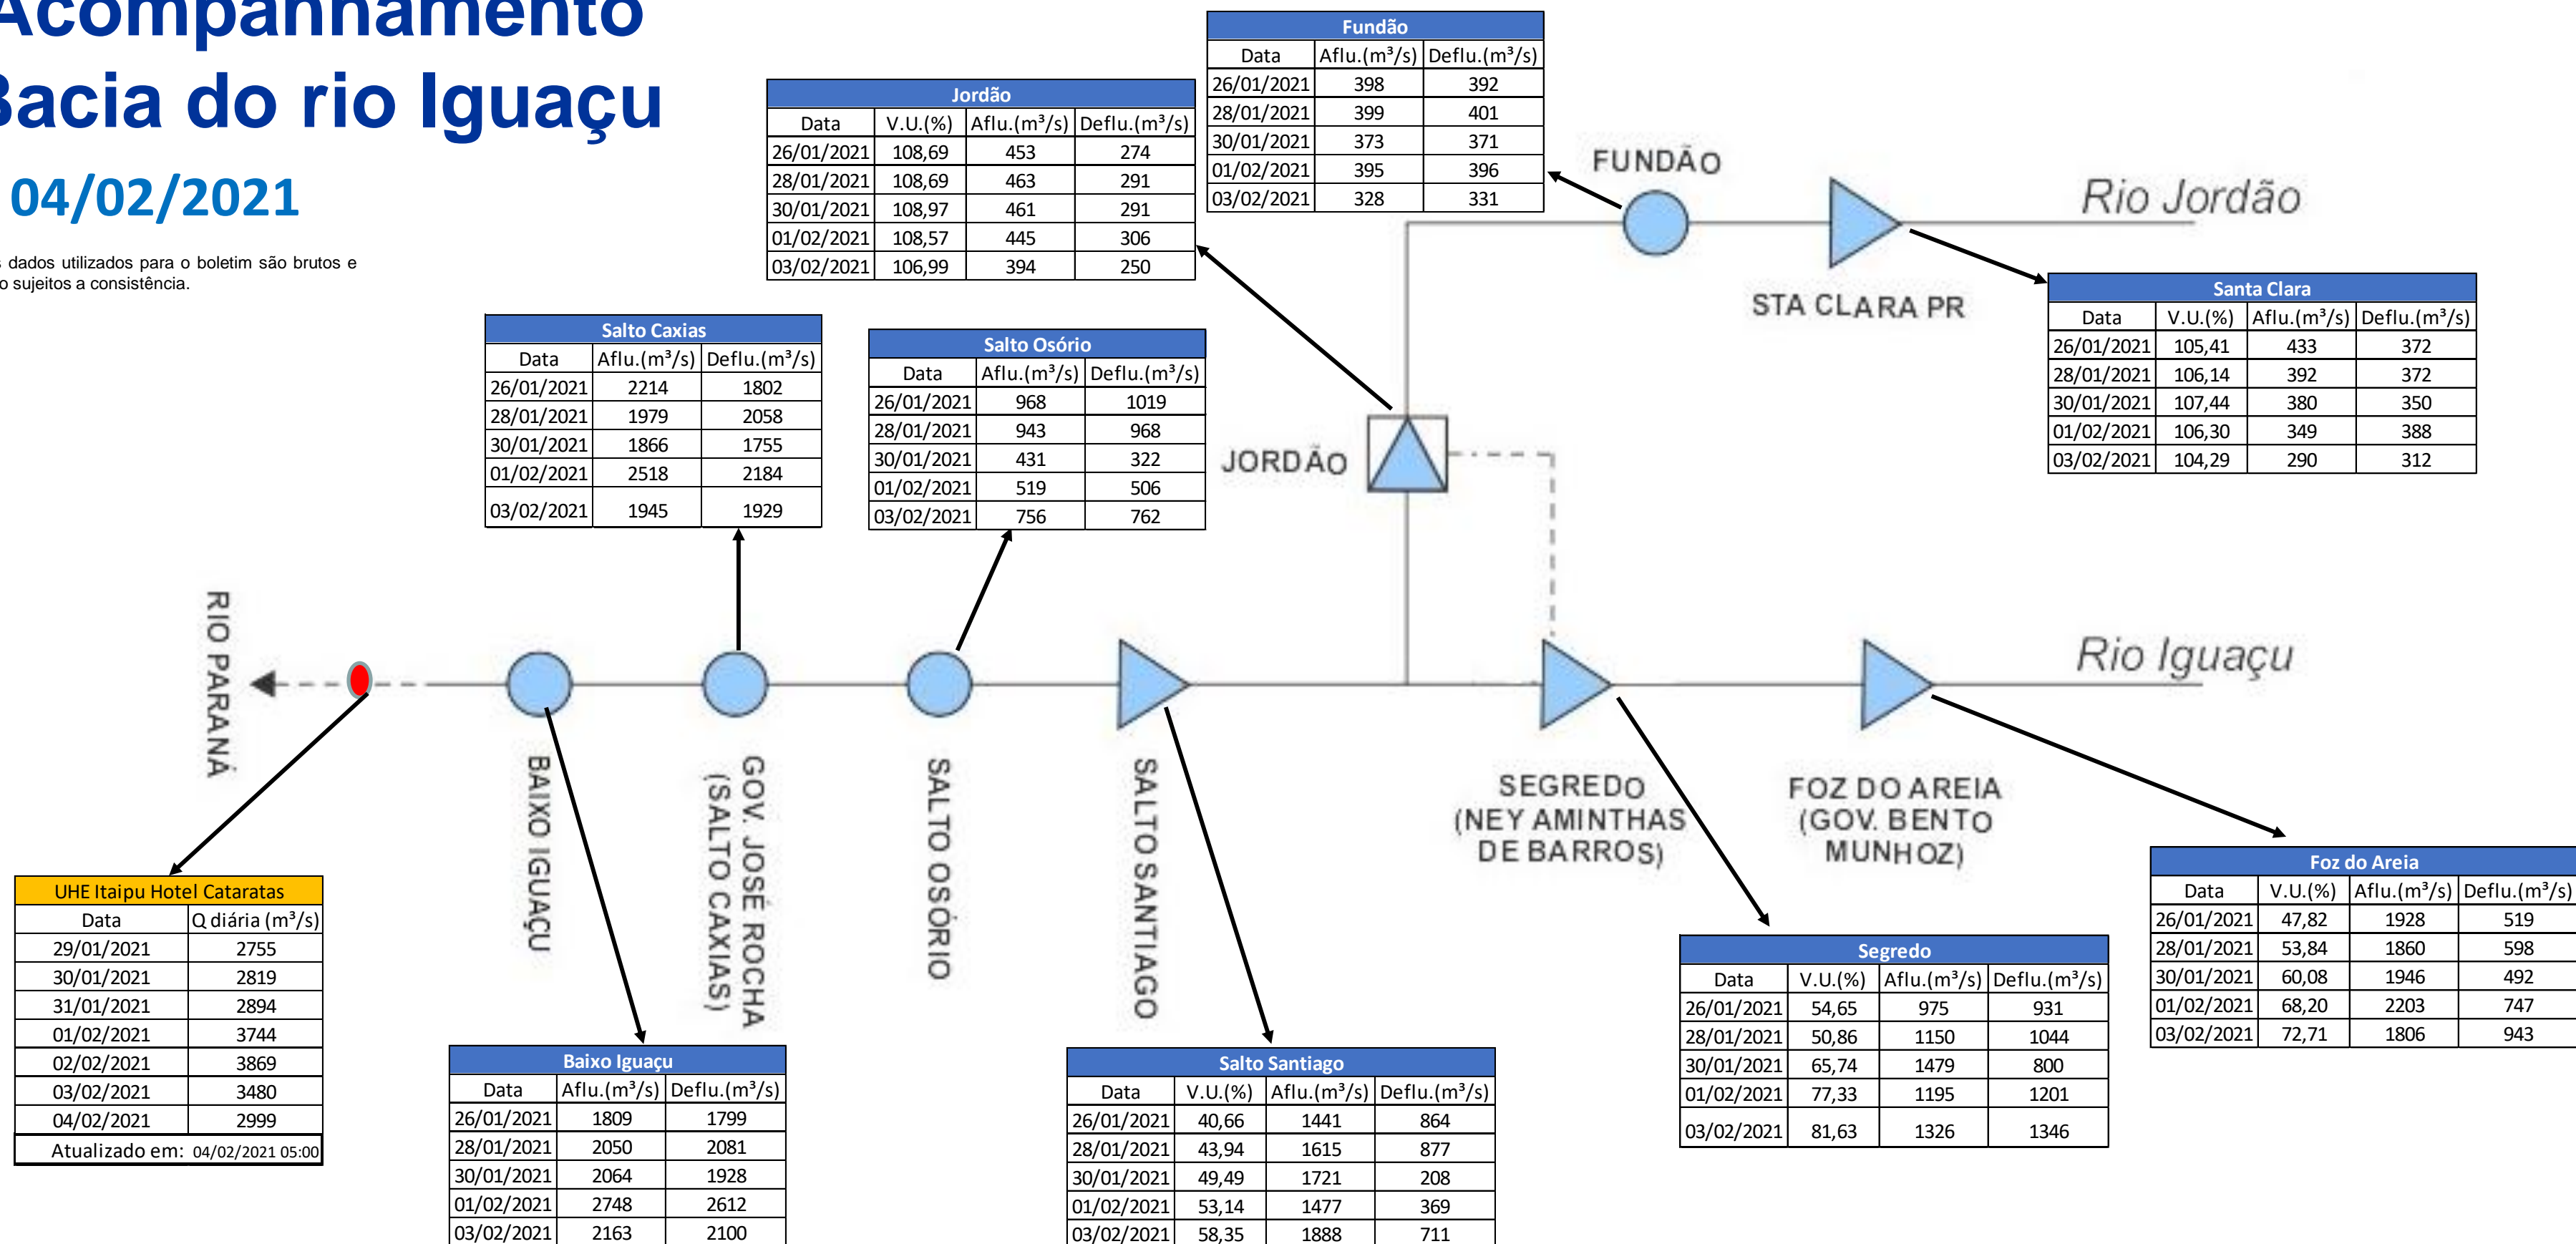 Acompanhamento
Bacia do rio Iguaçu
04/02/2021
s dados utilizados para o boletim são brutos e
o sujeitos a consistência.
Fundão
Data Aflu.(m³/s) Deflu.(m³/s)
26/01/2021 398 392
28/01/2021 399 401
30/01/2021 373 371
01/02/2021 395 396
03/02/2021 328 331
Jordão
Data V.U.(%) Aflu.(m³/s) Deflu.(m³/s)
26/01/2021 108,69 453 274
28/01/2021 108,69 463 291
30/01/2021 108,97 461 291
01/02/2021 108,57 445 306
03/02/2021 106,99 394 250
FUNDÃO
Rio Jordão
STA CLARA PR
Santa Clara
Data V.U.(%) Aflu.(m³/s) Deflu.(m³/s)
26/01/2021 105,41 433 372
28/01/2021 106,14 392 372
30/01/2021 107,44 380 350
01/02/2021 106,30 349 388
03/02/2021 104,29 290 312
Salto Caxias
Data Aflu.(m³/s) Deflu.(m³/s)
26/01/2021 2214 1802
28/01/2021 1979 2058
30/01/2021 1866 1755
01/02/2021 2518 2184
03/02/2021 1945 1929
Salto Osório
Data Aflu.(m³/s) Deflu.(m³/s)
26/01/2021 968 1019
28/01/2021 943 968
30/01/2021 431 322
01/02/2021 519 506
03/02/2021 756 762
JORDÃO
RIO PARANÁ
Rio Iguaçu
BAIXO IGUAÇU
GOV. JOSÉ ROCHA
(SALTO CAXIAS)
SALTO OSÓRIO
SALTO SANTIAGO
SEGREDO
(NEY AMINTHAS
DE BARROS)
FOZ DO AREIA
(GOV. BENTO
MUNHOZ)
UHE Itaipu Hotel Cataratas
Data Q diária (m³/s)
29/01/2021 2755
30/01/2021 2819
31/01/2021 2894
01/02/2021 3744
02/02/2021 3869
03/02/2021 3480
04/02/2021 2999
Atualizado em: 04/02/2021 05:00
Baixo Iguaçu
Data Aflu.(m³/s) Deflu.(m³/s)
26/01/2021 1809 1799
28/01/2021 2050 2081
30/01/2021 2064 1928
01/02/2021 2748 2612
03/02/2021 2163 2100
Salto Santiago
Data V.U.(%) Aflu.(m³/s) Deflu.(m³/s)
26/01/2021 40,66 1441 864
28/01/2021 43,94 1615 877
30/01/2021 49,49 1721 208
01/02/2021 53,14 1477 369
03/02/2021 58,35 1888 711
Segredo
Data V.U.(%) Aflu.(m³/s) Deflu.(m³/s)
26/01/2021 54,65 975 931
28/01/2021 50,86 1150 1044
30/01/2021 65,74 1479 800
01/02/2021 77,33 1195 1201
03/02/2021 81,63 1326 1346
Foz do Areia
Data V.U.(%) Aflu.(m³/s) Deflu.(m³/s)
26/01/2021 47,82 1928 519
28/01/2021 53,84 1860 598
30/01/2021 60,08 1946 492
01/02/2021 68,20 2203 747
03/02/2021 72,71 1806 943